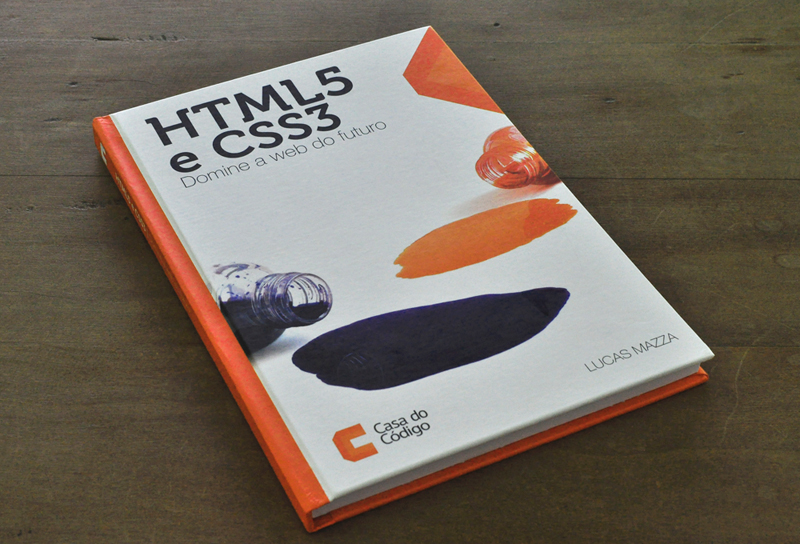 HTML5
e CSS3
Domine a web do futuro
LUCAS MAZZA
Casa do
Código